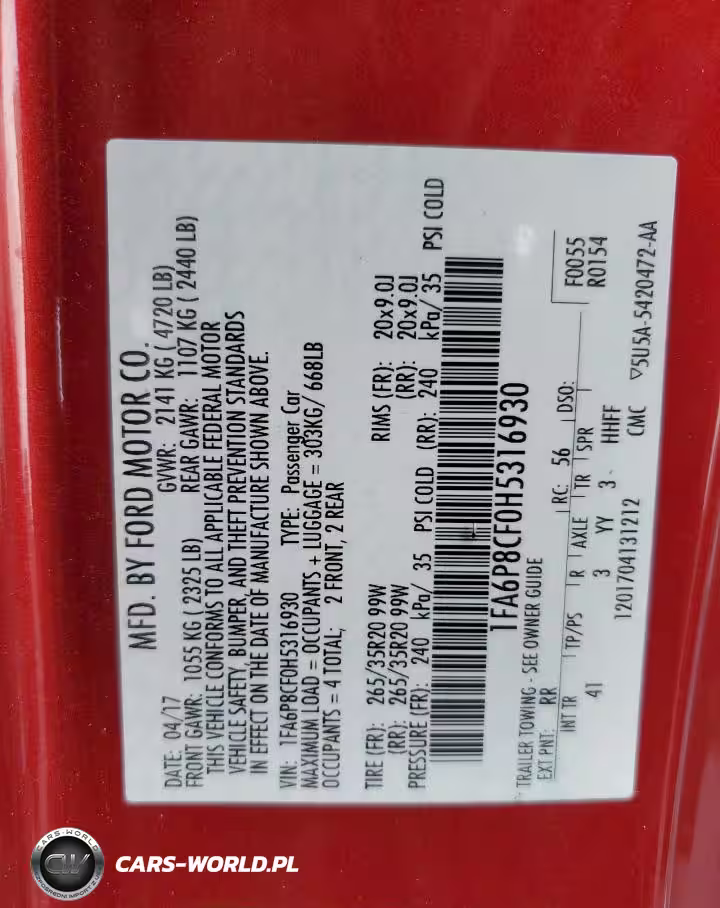 MFD. BY FORD MOTOR CO.
DATE: 04/17 GVWR: 2141 KG ( 4720 LB)
FRONT GAWR: 1055 KG ( 2325 LB) REAR GAWR: 1107 KG ( 2440 LB)
THIS VEHICLE CONFORMS TO ALL APPLICABLE FEDERAL MOTOR
VEHICLE SAFETY, BUMPER, AND THEFT PREVENTION STANDARDS
IN EFFECT ON THE DATE OF MANUFACTURE SHOWN ABOVE.
VIN: 1FA6P8CF0H5316930 TYPE: Passenger Car
MAXIMUM LOAD = OCCUPANTS + LUGGAGE = 303KG/ 668LB
OCCUPANTS = 4 TOTAL; 2 FRONT, 2 REAR
TIRE (FR): 265/35R20 99W RIMS (FR): 20x9.0J
(RR): 265/35R20 99W (RR): 20x9.0J
PRESSURE (FR): 240 kPa/ 35 PSI COLD (RR): 240 kPa/ 35 PSI COLD
1FA6P8CF0H5316930
TRAILER TOWING - SEE OWNER GUIDE
F0055
EXT PNT: RR RC: 56 DSO: R0154
INT TR TP/PS R AXLE TR SPR
41 3 YY 3 HHFF
1201704131212 CMC ▽5U5A-5420472-AA
CARS-WORLD
CW
CARS-WORLD.PL